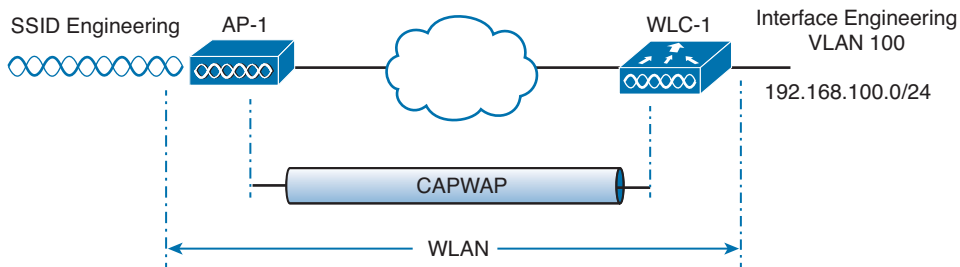 SSID Engineering
AP-1
WLC-1
Interface Engineering
VLAN 100
192.168.100.0/24
CAPWAP
WLAN